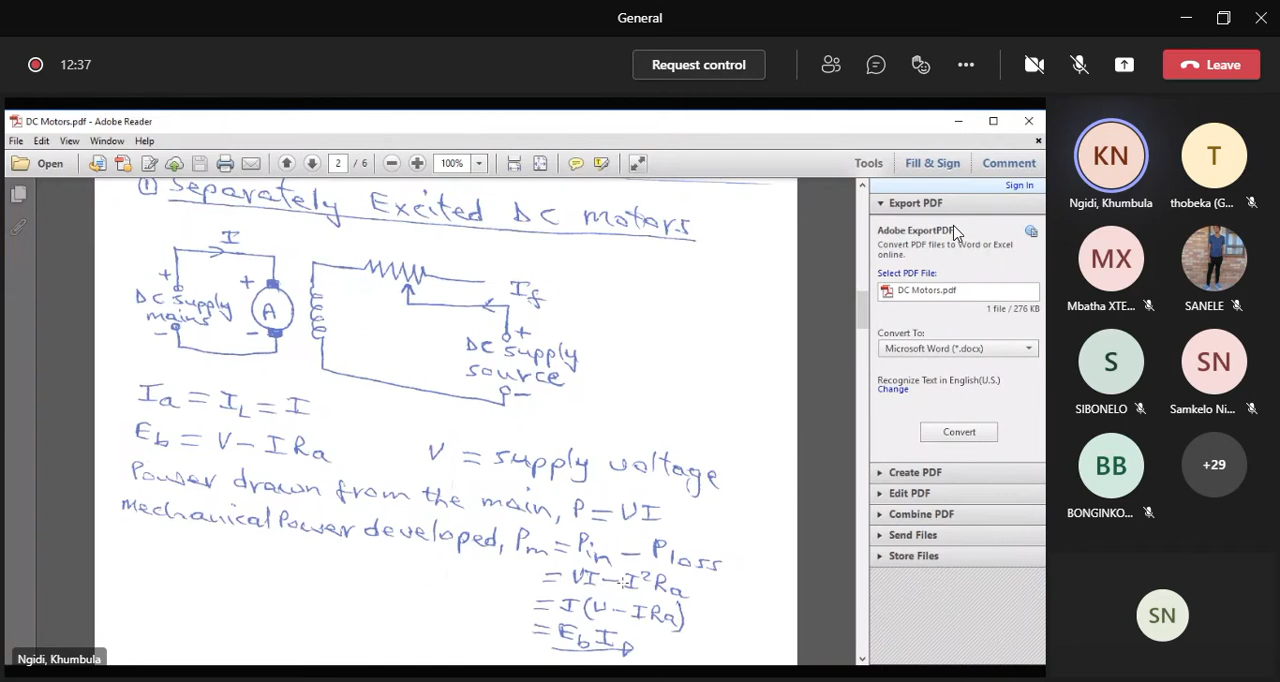 General
12:37
Request control
Leave
DC Motors.pdf - Adobe Reader
File Edit View Window Help
Open
2 / 6
100%
Tools
Fill & Sign
Comment
① Separately Excited DC motors
I
+
+
DC supply
mains
A
-
-
If
+
DC supply
source
-
Ia = IL = I
Eb = V - IRa
V = supply voltage
Power drawn from the main, P = VI
Mechanical Power developed, Pm = Pin - Ploss
= VI - I²Ra
= I(V - IRa)
= Eb I
Sign In
Export PDF
Adobe ExportPDF
Convert PDF files to Word or Excel
online.
Select PDF File:
DC Motors.pdf
1 file / 276 KB
Convert To:
Microsoft Word (*.docx)
Recognize Text in English(U.S.)
Change
Convert
Create PDF
Edit PDF
Combine PDF
Send Files
Store Files
Ngidi, Khumbula
KN
Ngidi, Khumbula
T
thobeka (G...
MX
Mbatha XTE...
SANELE
S
SIBONELO
SN
Samkelo Ni...
BB
BONGINKO...
+29
SN